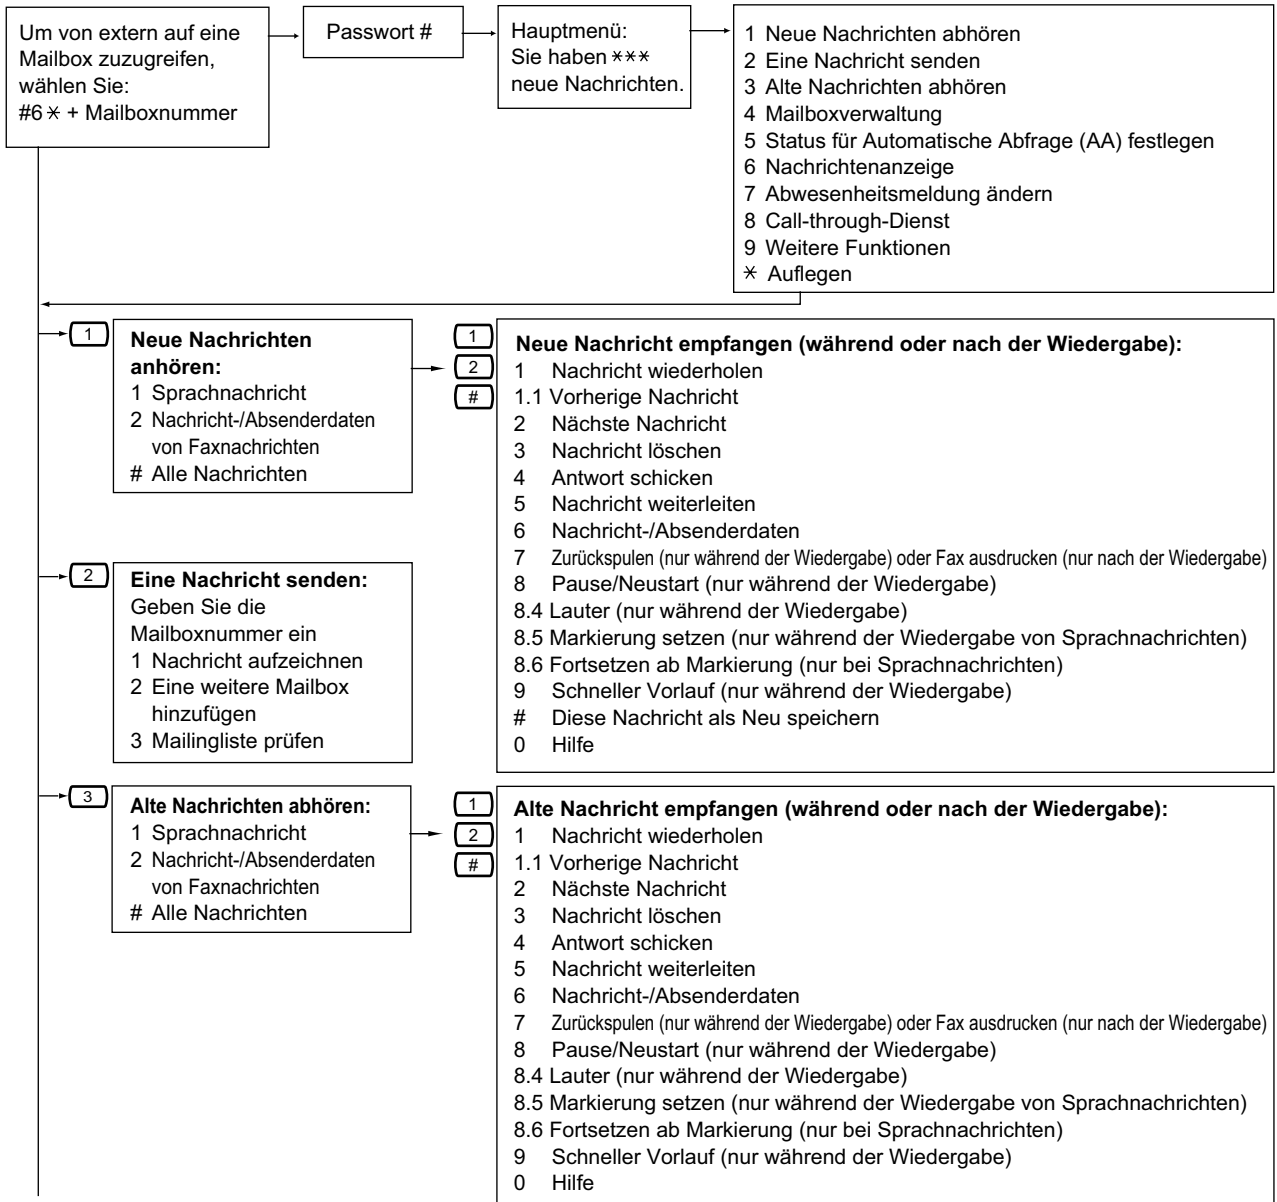 Um von extern auf eine
Mailbox zuzugreifen,
wählen Sie:
#6 ✳ + Mailboxnummer
Passwort #
Hauptmenü:
Sie haben ✳✳✳
neue Nachrichten.
1 Neue Nachrichten abhören
2 Eine Nachricht senden
3 Alte Nachrichten abhören
4 Mailboxverwaltung
5 Status für Automatische Abfrage (AA) festlegen
6 Nachrichtenanzeige
7 Abwesenheitsmeldung ändern
8 Call-through-Dienst
9 Weitere Funktionen
✳ Auflegen
1
Neue Nachrichten
anhören:
1 Sprachnachricht
2 Nachricht-/Absenderdaten
von Faxnachrichten
# Alle Nachrichten
1
2
#
Neue Nachricht empfangen (während oder nach der Wiedergabe):
1 Nachricht wiederholen
1.1 Vorherige Nachricht
2 Nächste Nachricht
3 Nachricht löschen
4 Antwort schicken
5 Nachricht weiterleiten
6 Nachricht-/Absenderdaten
7 Zurückspulen (nur während der Wiedergabe) oder Fax ausdrucken (nur nach der Wiedergabe)
8 Pause/Neustart (nur während der Wiedergabe)
8.4 Lauter (nur während der Wiedergabe)
8.5 Markierung setzen (nur während der Wiedergabe von Sprachnachrichten)
8.6 Fortsetzen ab Markierung (nur bei Sprachnachrichten)
9 Schneller Vorlauf (nur während der Wiedergabe)
# Diese Nachricht als Neu speichern
0 Hilfe
2
Eine Nachricht senden:
Geben Sie die
Mailboxnummer ein
1 Nachricht aufzeichnen
2 Eine weitere Mailbox
hinzufügen
3 Mailingliste prüfen
3
Alte Nachrichten abhören:
1 Sprachnachricht
2 Nachricht-/Absenderdaten
von Faxnachrichten
# Alle Nachrichten
1
2
#
Alte Nachricht empfangen (während oder nach der Wiedergabe):
1 Nachricht wiederholen
1.1 Vorherige Nachricht
2 Nächste Nachricht
3 Nachricht löschen
4 Antwort schicken
5 Nachricht weiterleiten
6 Nachricht-/Absenderdaten
7 Zurückspulen (nur während der Wiedergabe) oder Fax ausdrucken (nur nach der Wiedergabe)
8 Pause/Neustart (nur während der Wiedergabe)
8.4 Lauter (nur während der Wiedergabe)
8.5 Markierung setzen (nur während der Wiedergabe von Sprachnachrichten)
8.6 Fortsetzen ab Markierung (nur bei Sprachnachrichten)
9 Schneller Vorlauf (nur während der Wiedergabe)
0 Hilfe